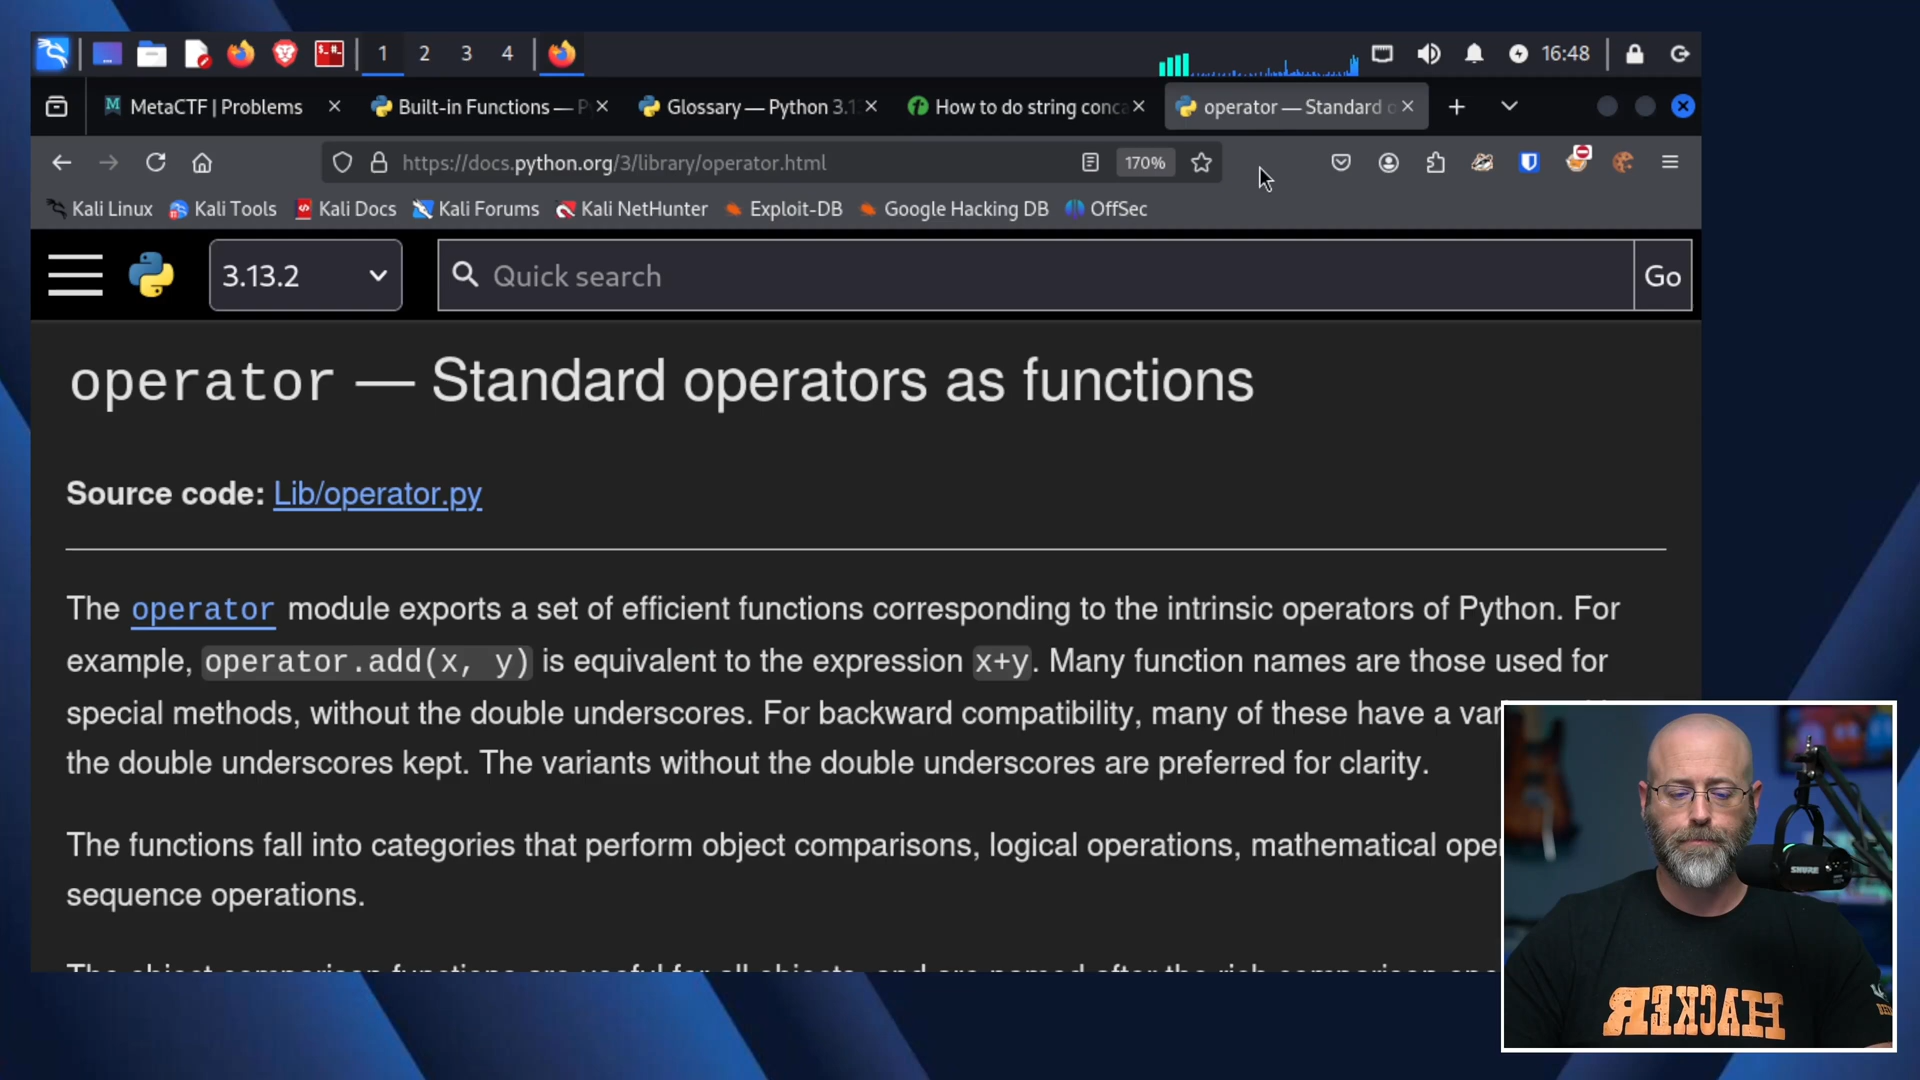 1 2 3 4 16:48
MetaCTF | Problems
Built-in Functions — P
Glossary — Python 3.1
How to do string conca
operator — Standard o
https://docs.python.org/3/library/operator.html 170%
Kali Linux Kali Tools Kali Docs Kali Forums Kali NetHunter Exploit-DB Google Hacking DB OffSec
3.13.2 Quick search Go
operator — Standard operators as functions
Source code: Lib/operator.py
The operator module exports a set of efficient functions corresponding to the intrinsic operators of Python. For
example, operator.add(x, y) is equivalent to the expression x+y. Many function names are those used for
special methods, without the double underscores. For backward compatibility, many of these have a var
the double underscores kept. The variants without the double underscores are preferred for clarity.
The functions fall into categories that perform object comparisons, logical operations, mathematical ope
sequence operations.
SHURE
HACKER